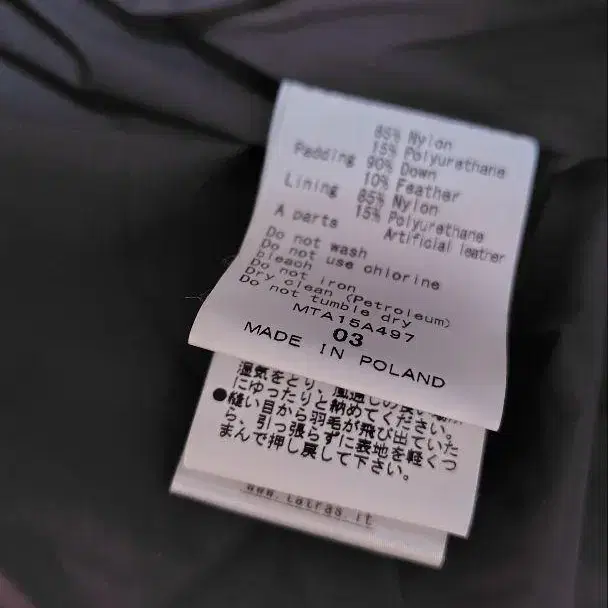 85% Nylon
15% Polyurethane
Padding 90% Down
10% Feather
Lining 85% Nylon
15% Polyurethane
A parts Artificial leather
Do not wash
Do not use chlorine
bleach
Do not iron
Dry clean (Petroleum)
Do not tumble dry
MTA15A497
03
MADE IN POLAND
湿気をとり、風通しの良い
にゆったりと納めてください。
●縫い目から羽毛が飛び出ていた
ら、引っ張らずに表地を軽くつ
まんで押し戻して下さい。
www.tatras.it